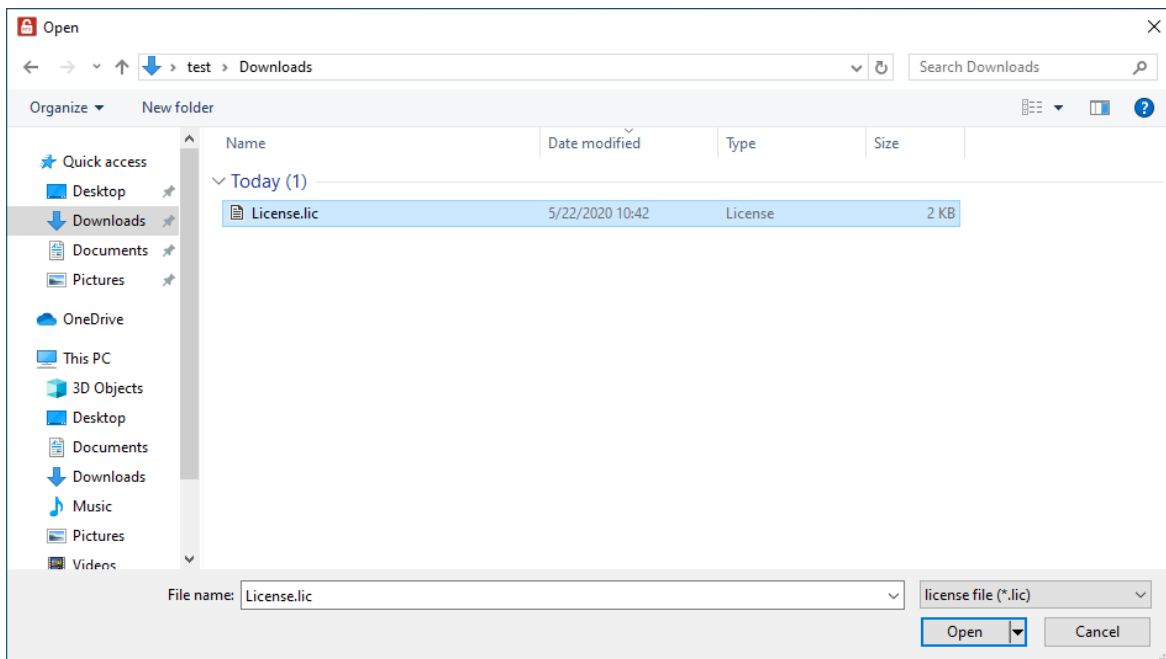 Open
test > Downloads
Search Downloads
Organize
New folder
Name
Date modified
Type
Size
Quick access
Desktop
Downloads
Documents
Pictures
OneDrive
This PC
3D Objects
Desktop
Documents
Downloads
Music
Pictures
Videos
Today (1)
License.lic 5/22/2020 10:42 License 2 KB
File name: License.lic
license file (*.lic)
Open
Cancel